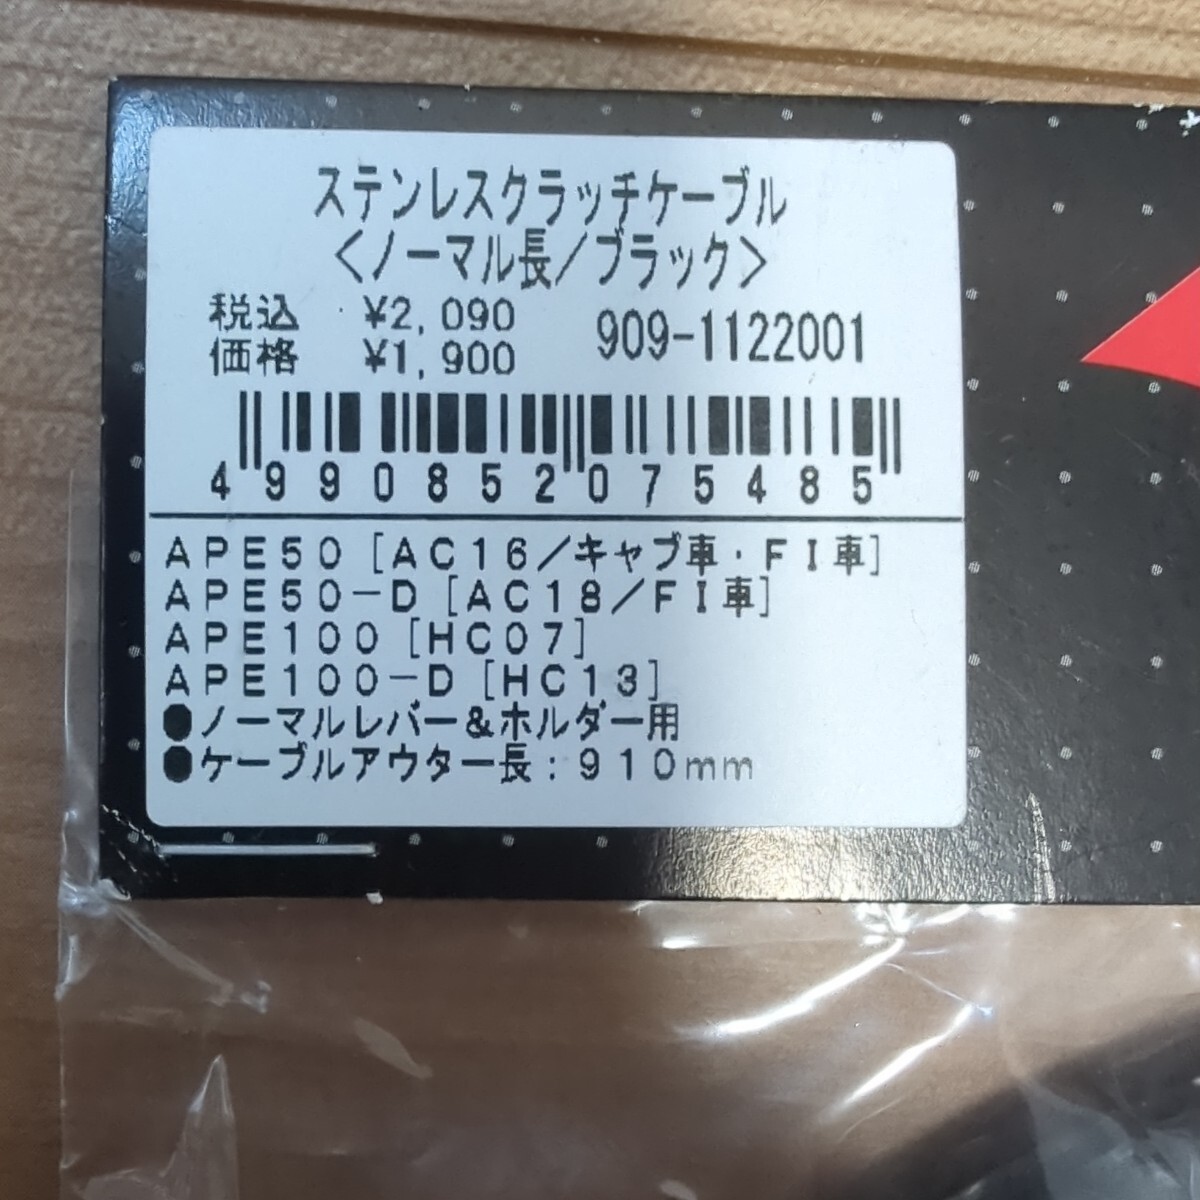 ステンレスクラッチケーブル
<ノーマル長/ブラック>
税込 ¥2,090
価格 ¥1,900
909-1122001
4990852075485
APE50 [AC16/キャブ車・FI車]
APE50-D [AC18/FI車]
APE100 [HC07]
APE100-D [HC13]
●ノーマルレバー&ホルダー用
●ケーブルアウター長:910mm